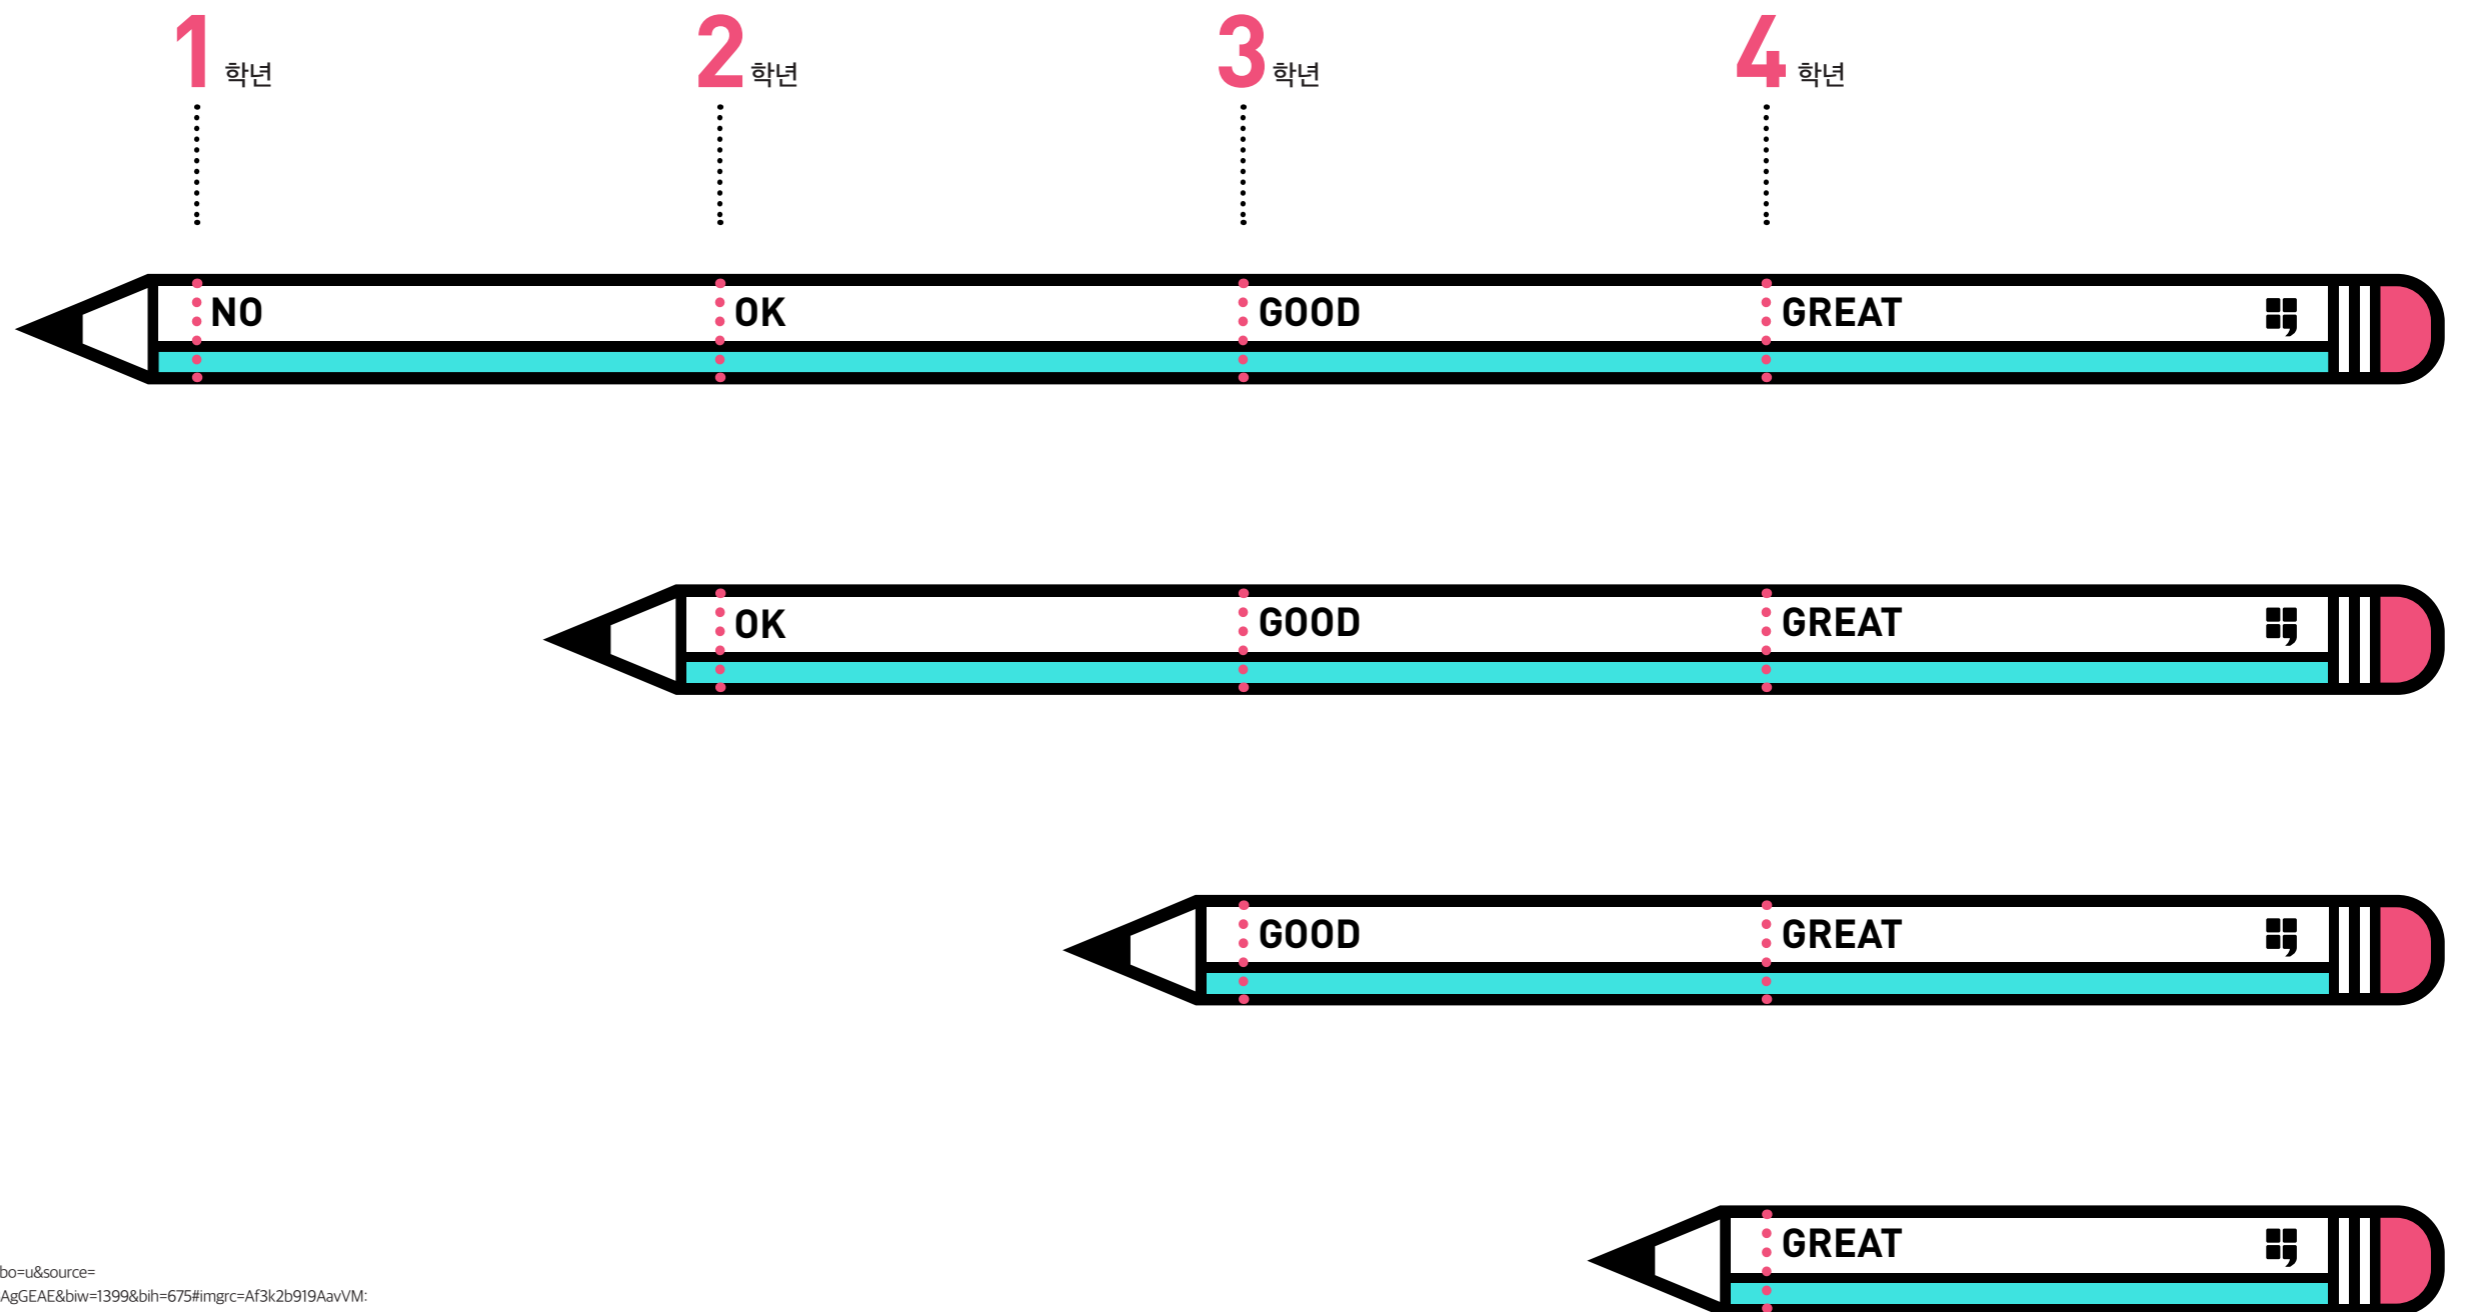 1 학년 2 학년 3 학년 4 학년
NO OK GOOD GREAT
OK GOOD GREAT
GOOD GREAT
GREAT
bo=u&source=
AgGEAE&biw=1399&bih=675#imgrc=Af3k2b919AavVM: